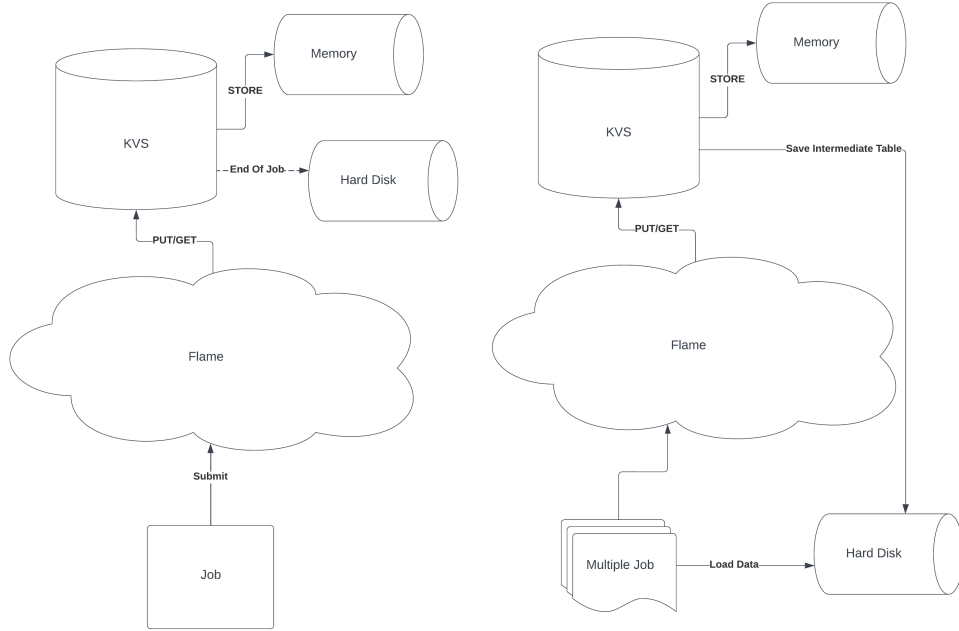 Memory
STORE
KVS
End Of Job
Hard Disk
PUT/GET
Flame
Submit
Job
Memory
STORE
KVS
Save Intermediate Table
PUT/GET
Flame
Multiple Job
Load Data
Hard Disk